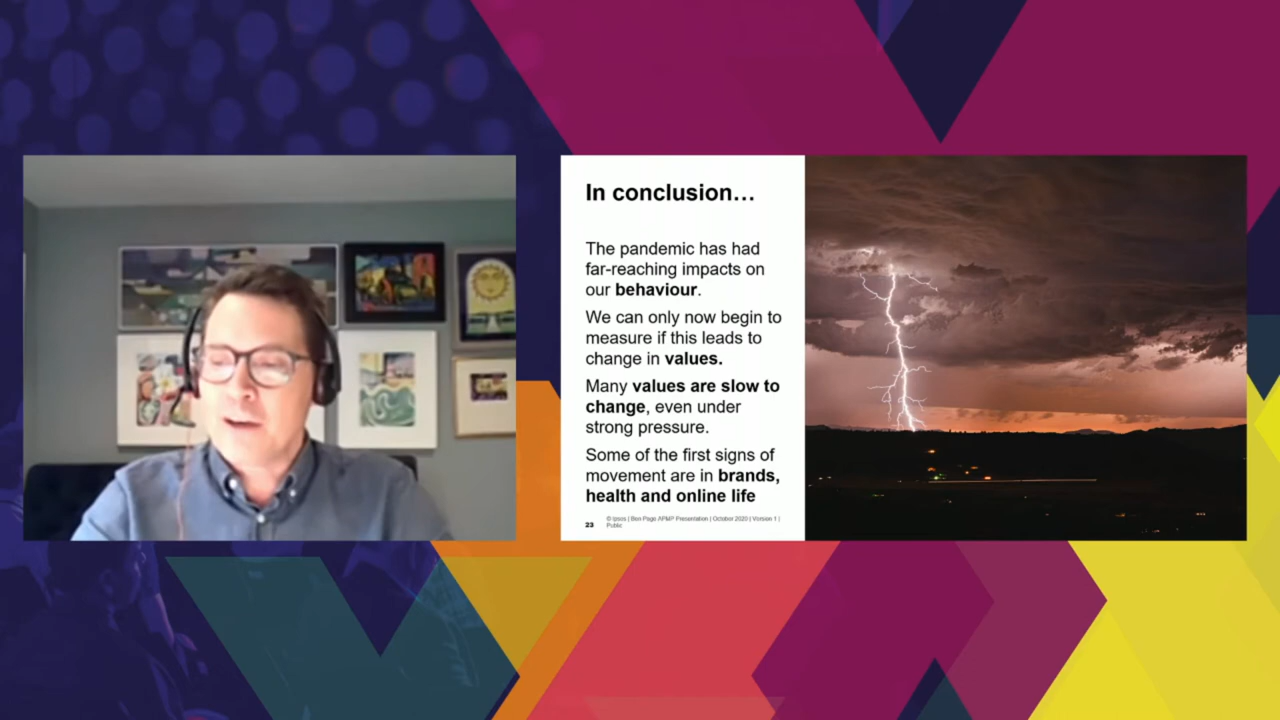 In conclusion…
The pandemic has had
far-reaching impacts on
our behaviour.
We can only now begin to
measure if this leads to
change in values.
Many values are slow to
change, even under
strong pressure.
Some of the first signs of
movement are in brands,
health and online life
23
© Ipsos | Ben Page APMP Presentation | October 2020 | Version 1 |
Public